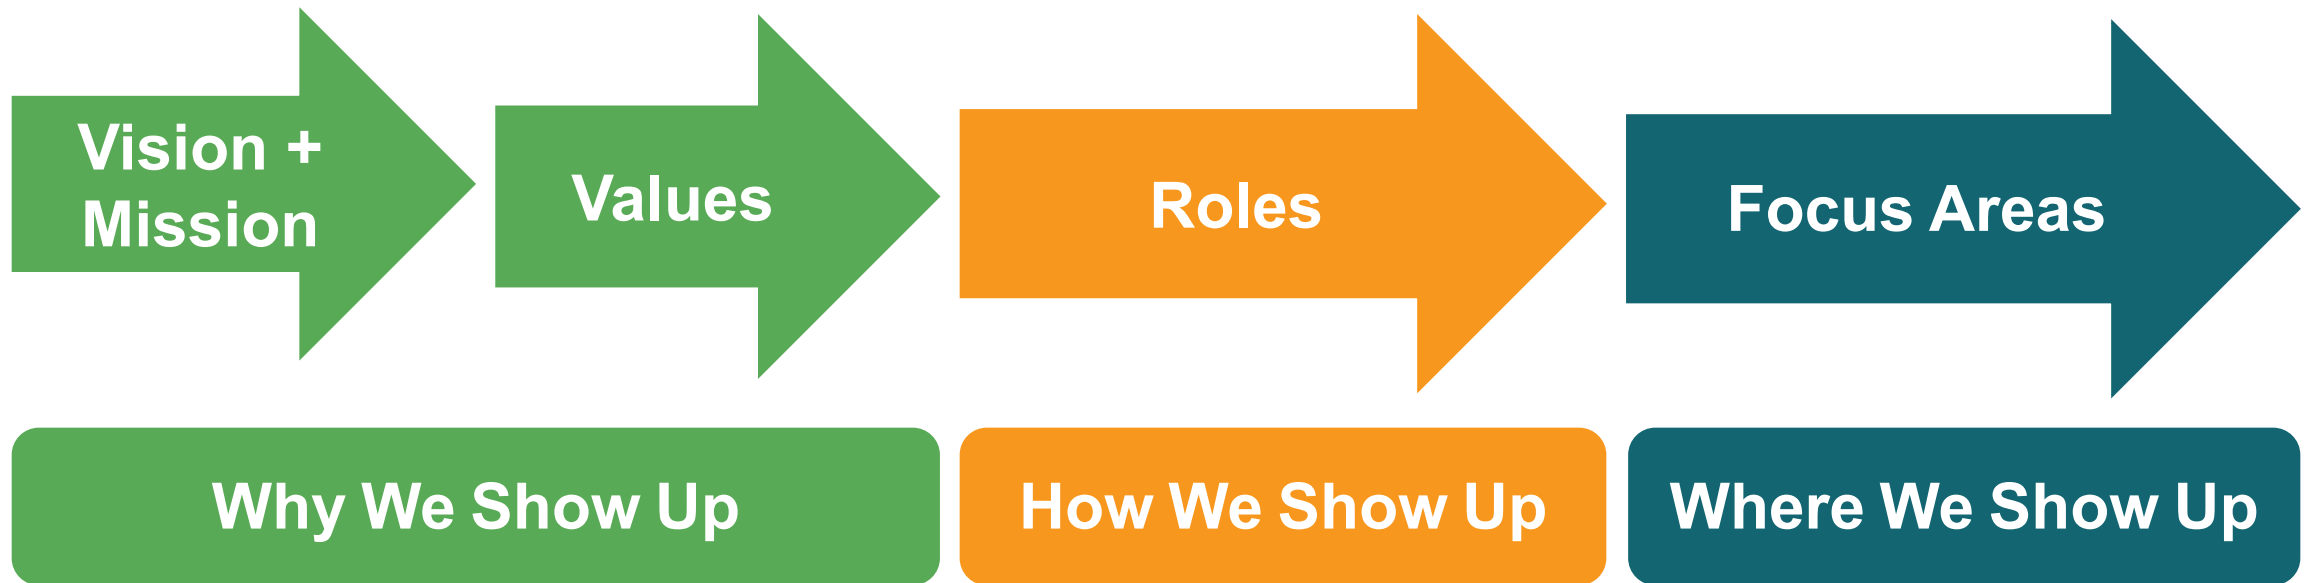 Vision +
Mission
Values
Roles
Focus Areas
Why We Show Up
How We Show Up
Where We Show Up